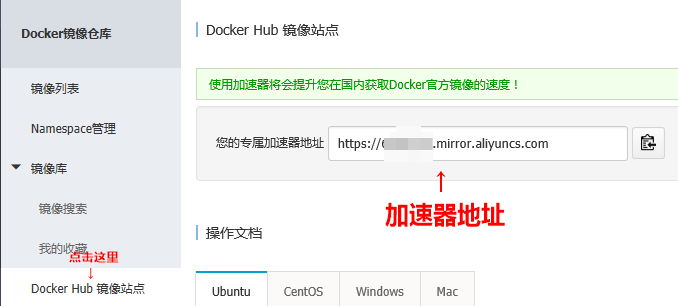 Docker镜像仓库
镜像列表
Namespace管理
镜像库
镜像搜索
我的收藏
点击这里
Docker Hub 镜像站点
Docker Hub 镜像站点
使用加速器将会提升您在国内获取Docker官方镜像的速度！
您的专属加速器地址
https://6 .mirror.aliyuncs.com
加速器地址
操作文档
Ubuntu
CentOS
Windows
Mac